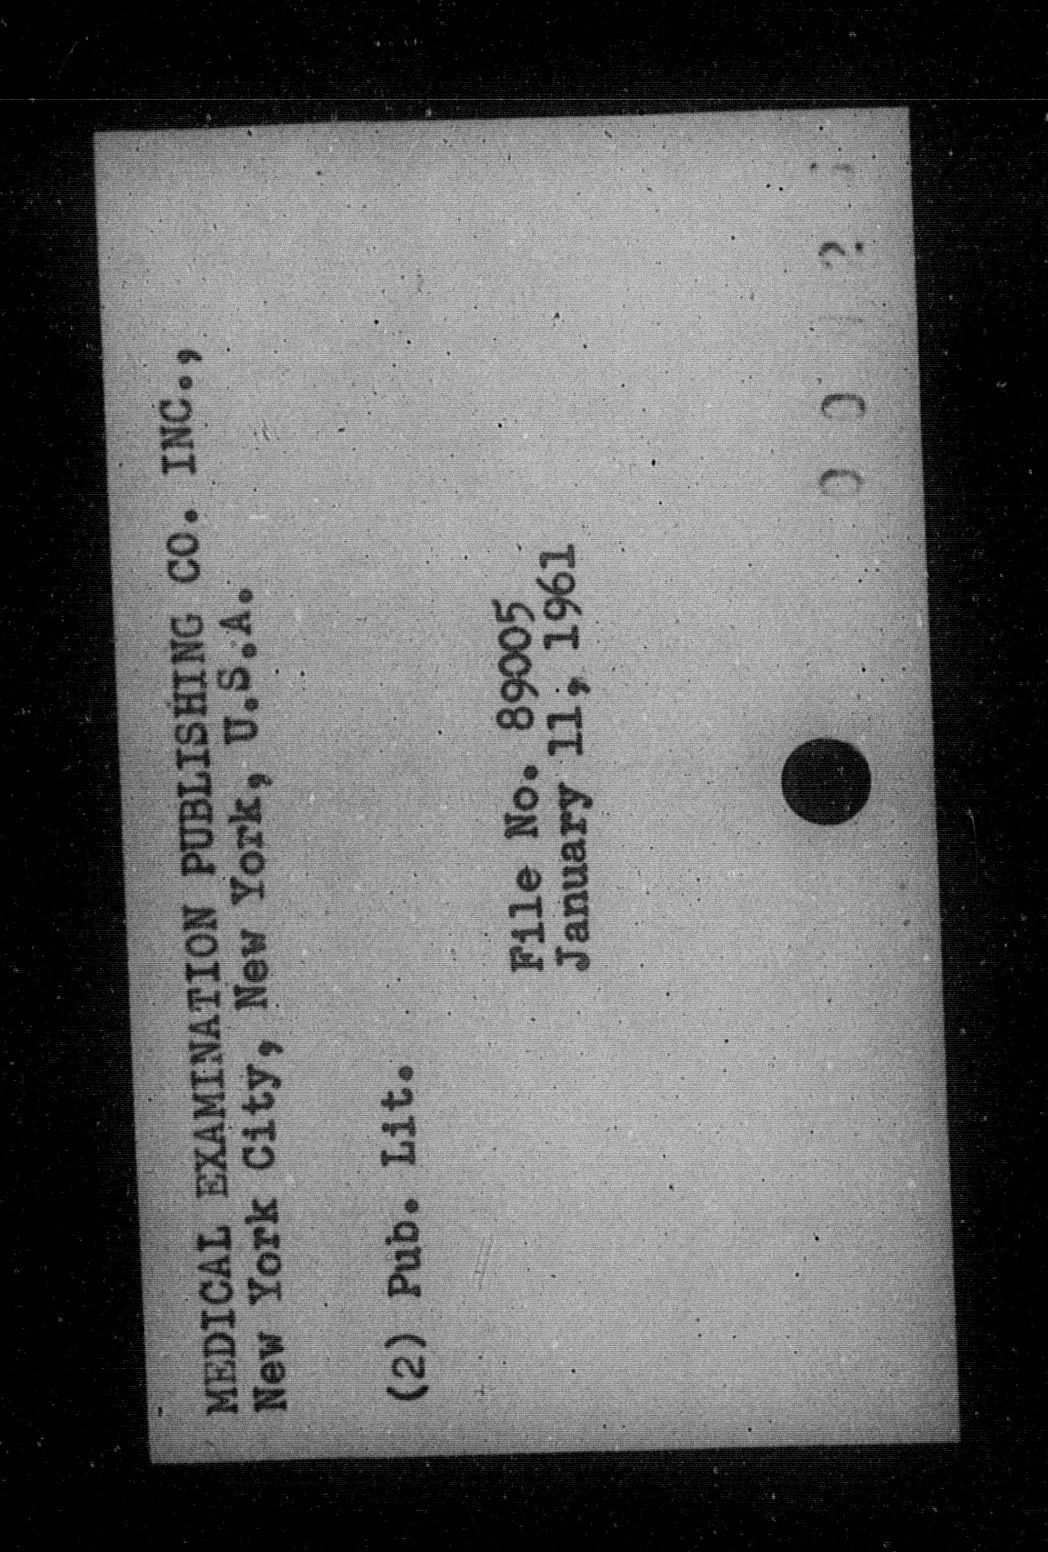 MEDICAL EXAMINATION PUBLISHING CO. INC.,
New York City, New York, U.S.A.
(2) Pub. Lit.
File No. 89005
January 11, 1961